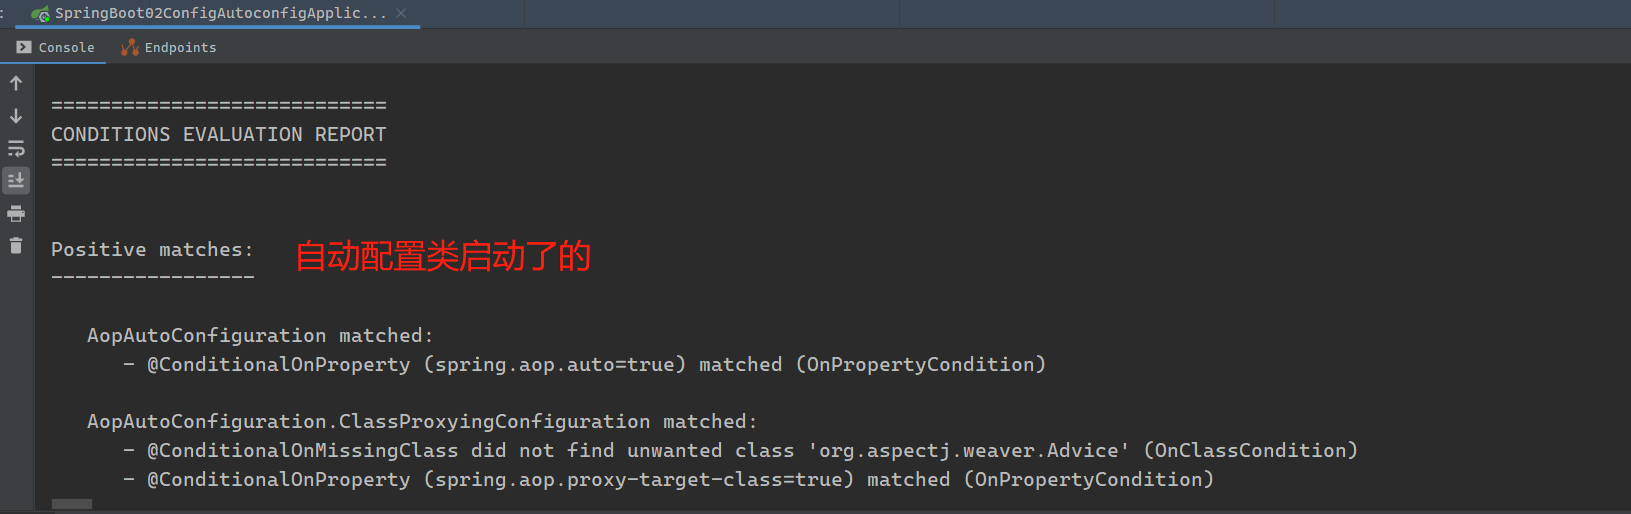 :
SpringBoot02ConfigAutoconfigApplic...
Console
Endpoints
============================
CONDITIONS EVALUATION REPORT
============================
Positive matches:
自动配置类启动了的
-----------------
AopAutoConfiguration matched:
- @ConditionalOnProperty (spring.aop.auto=true) matched (OnPropertyCondition)
AopAutoConfiguration.ClassProxyingConfiguration matched:
- @ConditionalOnMissingClass did not find unwanted class 'org.aspectj.weaver.Advice' (OnClassCondition)
- @ConditionalOnProperty (spring.aop.proxy-target-class=true) matched (OnPropertyCondition)